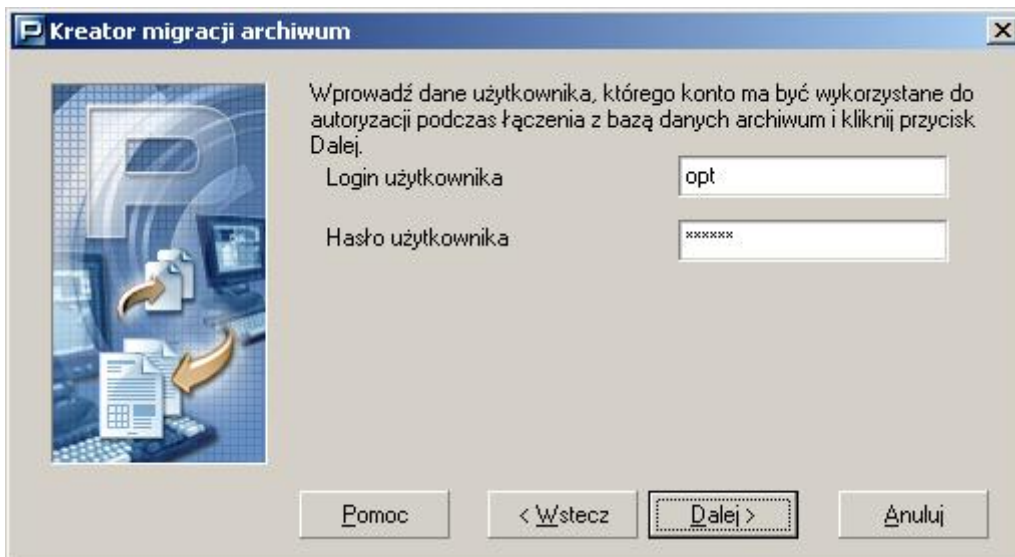 Kreator migracji archiwum
Wprowadź dane użytkownika, którego konto ma być wykorzystane do
autoryzacji podczas łączenia z bazą danych archiwum i kliknij przycisk
Dalej.
Login użytkownika opt
Hasło użytkownika ******
Pomoc < Wstecz Dalej > Anuluj